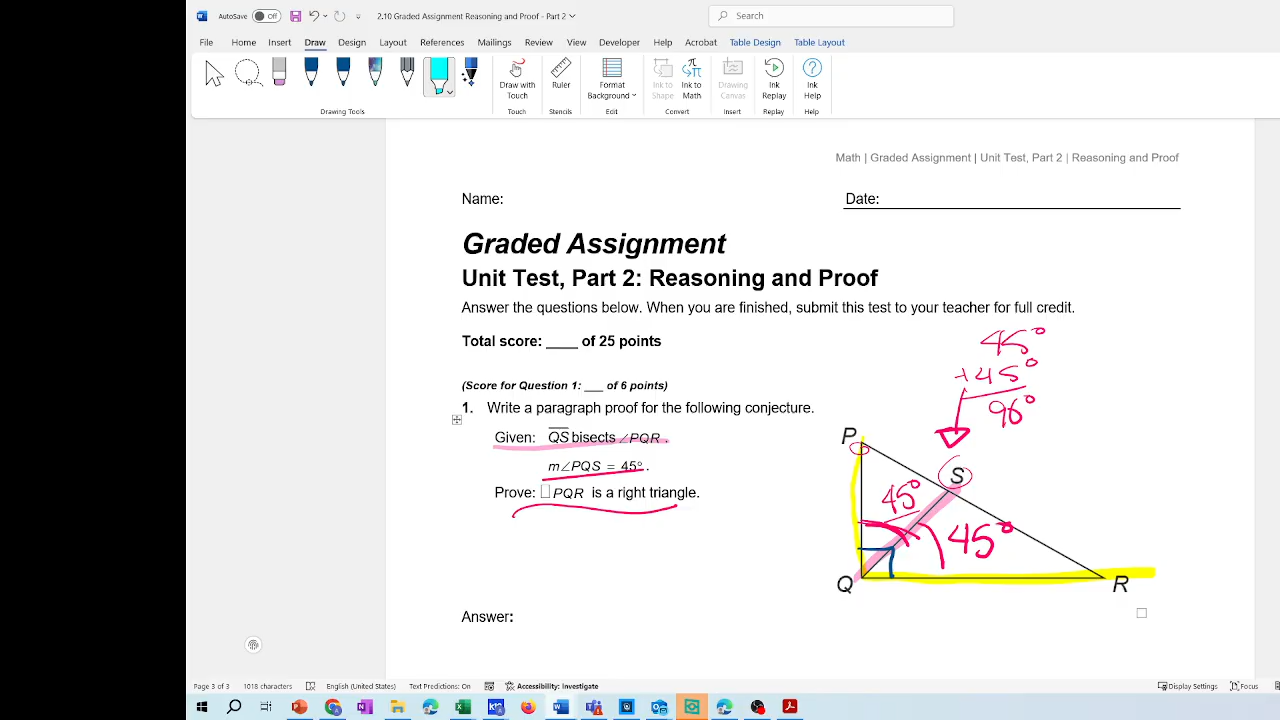 AutoSave Off 2.10 Graded Assignment Reasoning and Proof - Part 2 Search
File Home Insert Draw Design Layout References Mailings Review View Developer Help Acrobat Table Design Table Layout
Draw with Touch Ruler Format Background Ink to Shape Ink to Math Drawing Canvas Ink Replay Ink Help
Drawing Tools Touch Stencils Edit Convert Insert Replay Help
Math | Graded Assignment | Unit Test, Part 2 | Reasoning and Proof
Name: Date:
Graded Assignment
Unit Test, Part 2: Reasoning and Proof
Answer the questions below. When you are finished, submit this test to your teacher for full credit.
Total score: ____ of 25 points
(Score for Question 1: ___ of 6 points)
1. Write a paragraph proof for the following conjecture.
Given: QS bisects ∠PQR.
m∠PQS = 45°.
Prove: □PQR is a right triangle.
45°
+45°
90°
P
S
45°
45°
Q
R
Answer:
Page 3 of 3 1018 characters English (United States) Text Predictions: On Accessibility: Investigate Display Settings Focus